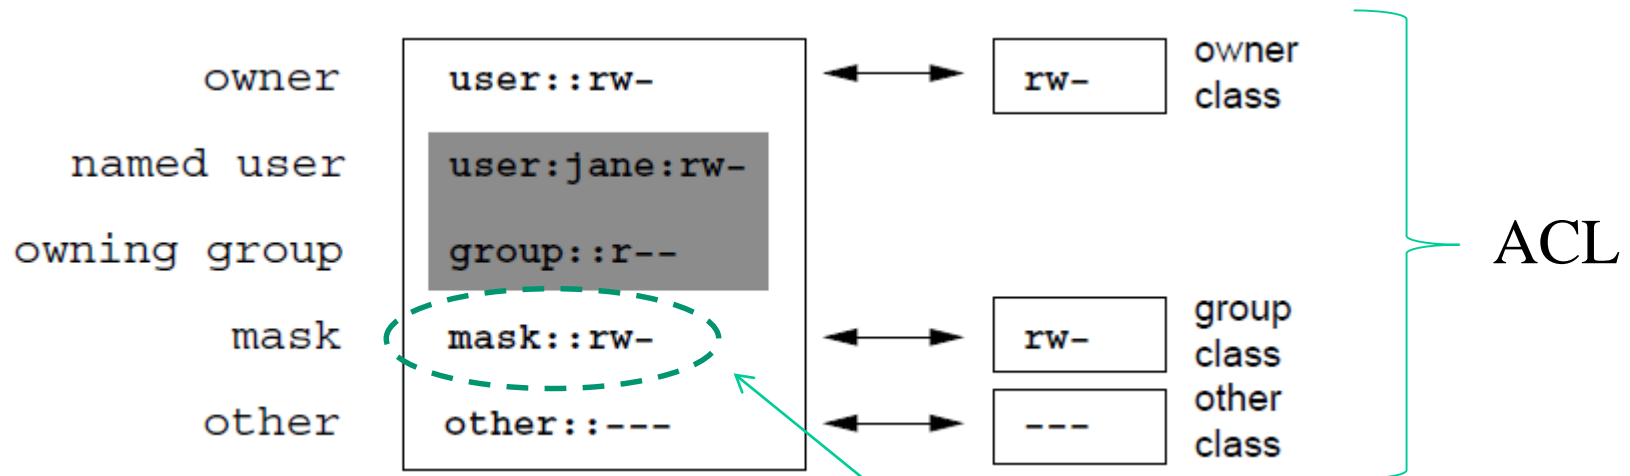 owner user::rw- rw- owner class
named user user:jane:rw-
owning group group::r-- ACL
mask mask::rw- rw- group class
other other::--- --- other class